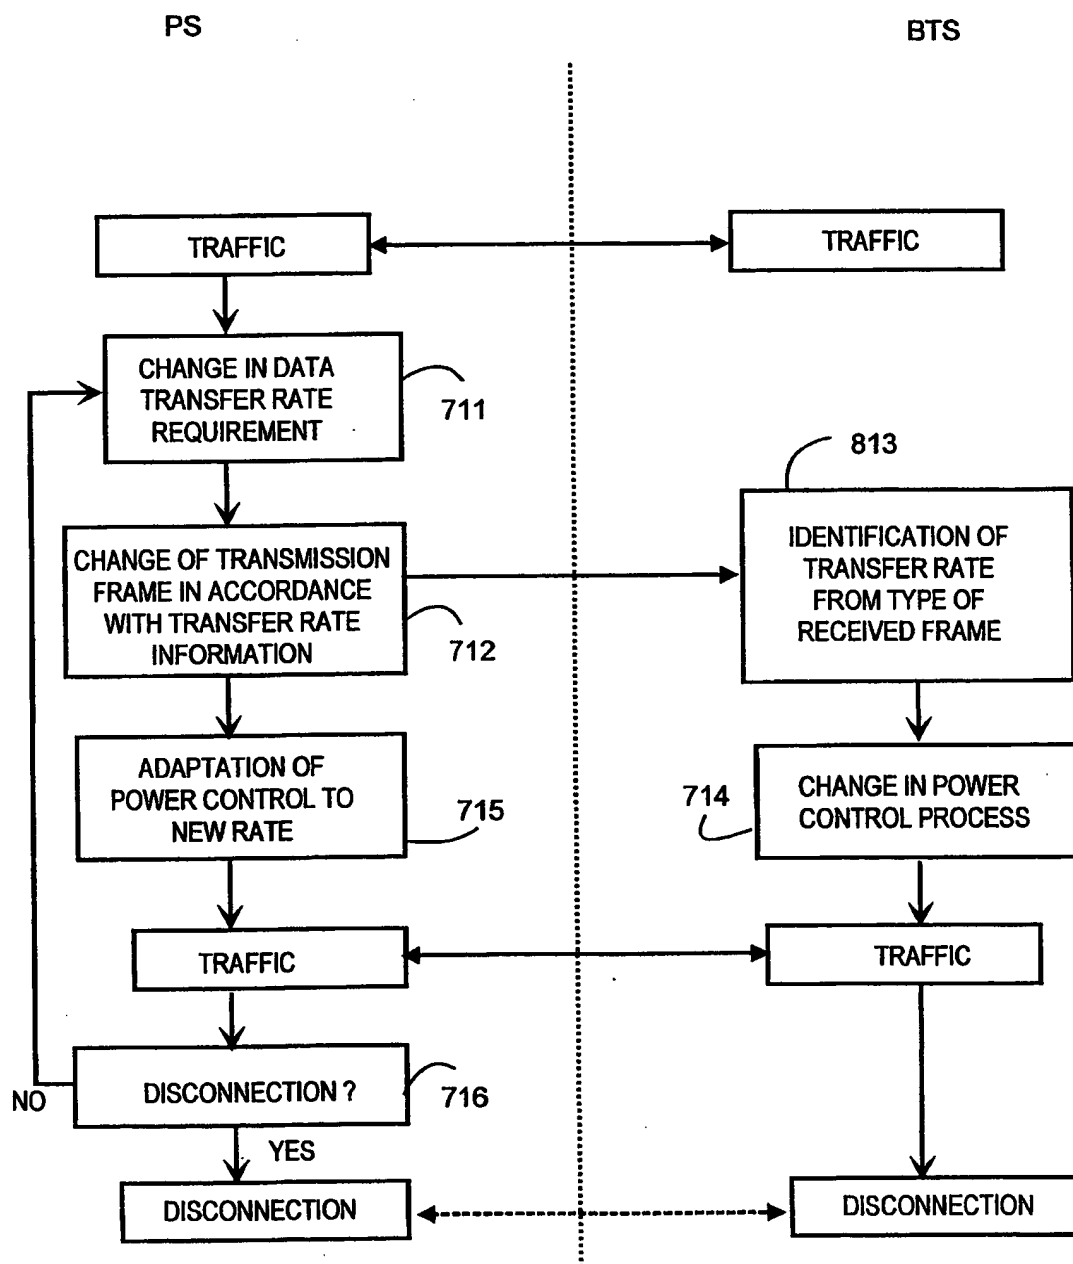 PS
BTS
TRAFFIC
TRAFFIC
CHANGE IN DATA
TRANSFER RATE
REQUIREMENT
711
813
CHANGE OF TRANSMISSION
FRAME IN ACCORDANCE
WITH TRANSFER RATE
INFORMATION
712
IDENTIFICATION OF
TRANSFER RATE
FROM TYPE OF
RECEIVED FRAME
ADAPTATION OF
POWER CONTROL TO
NEW RATE
715
714
CHANGE IN POWER
CONTROL PROCESS
TRAFFIC
TRAFFIC
DISCONNECTION ?
716
NO
YES
DISCONNECTION
DISCONNECTION